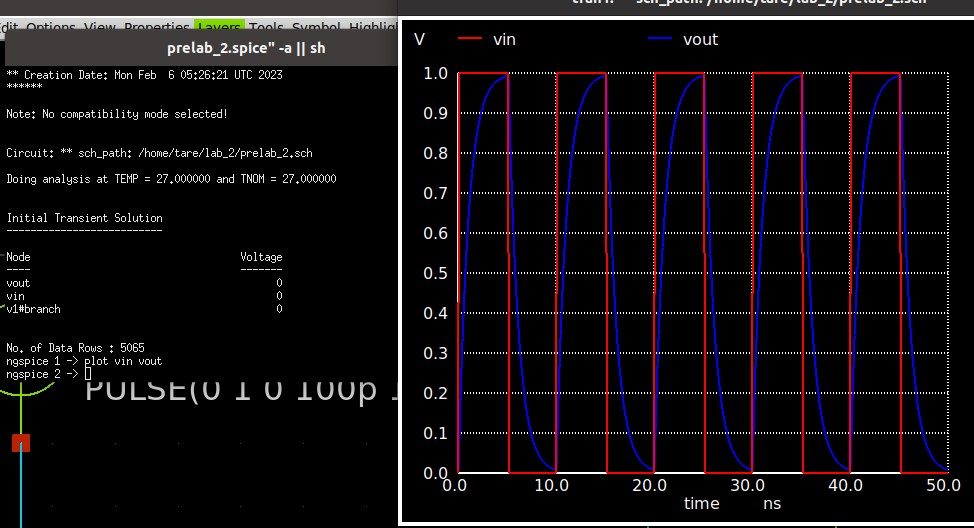 dit Options View Properties Layers Tools Symbol Highligh
prelab_2.spice" -a || sh
** Creation Date: Mon Feb  6 05:26:21 UTC 2023
******
Note: No compatibility mode selected!
Circuit: ** sch_path: /home/tare/lab_2/prelab_2.sch
Doing analysis at TEMP = 27.000000 and TNOM = 27.000000
Initial Transient Solution
--------------------------
Node Voltage
---- -------
vout 0
vin 0
v1#branch 0
No. of Data Rows : 5065
ngspice 1 -> plot vin vout
ngspice 2 ->
PULSE(0 1 0 100p 1
tran1: ** sch_path: /home/tare/lab_2/prelab_2.sch
V vin vout
1.0
0.9
0.8
0.7
0.6
0.5
0.4
0.3
0.2
0.1
0.0
0.0 10.0 20.0 30.0 40.0 50.0
time ns